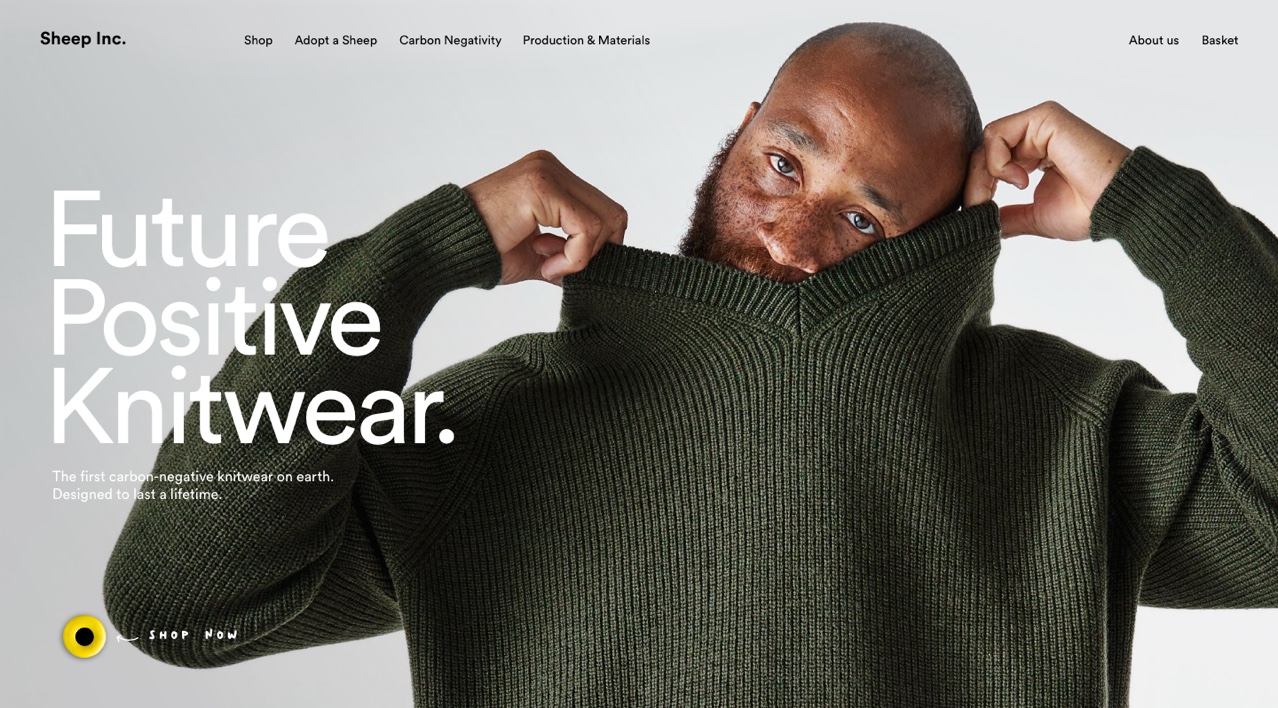 Sheep Inc.
Shop
Adopt a Sheep
Carbon Negativity
Production & Materials
About us
Basket
Future
Positive
Knitwear.
The first carbon-negative knitwear on earth.
Designed to last a lifetime.
SHOP NOW